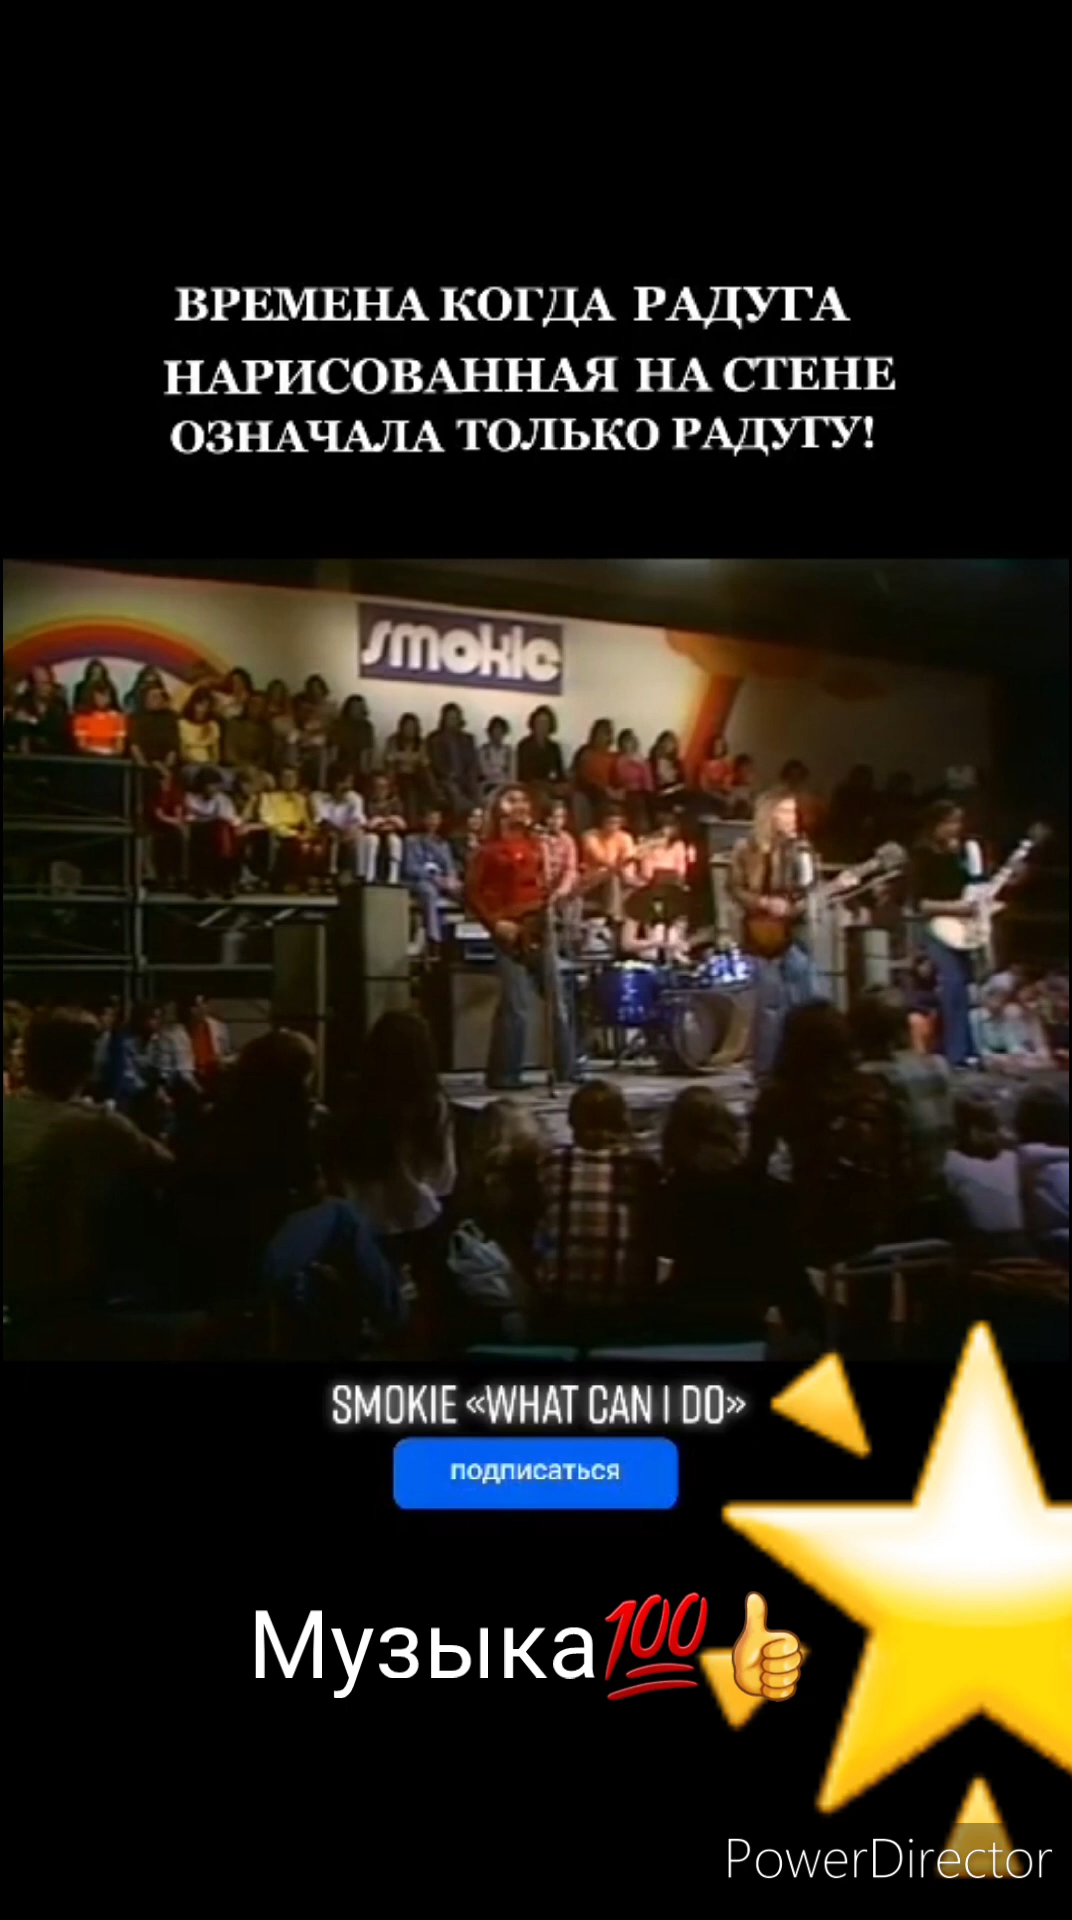 ВРЕМЕНА КОГДА РАДУГА
НАРИСОВАННАЯ НА СТЕНЕ
ОЗНАЧАЛА ТОЛЬКО РАДУГУ!
smokie
SMOKIE «WHAT CAN I DO»
подписаться
Музыка💯👍
PowerDirector